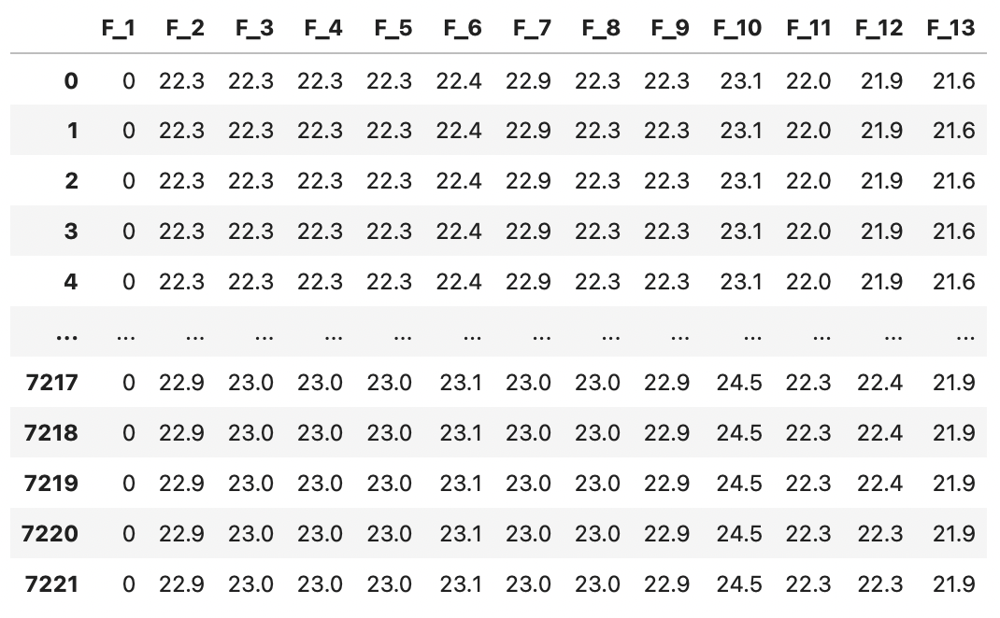 F_1 F_2 F_3 F_4 F_5 F_6 F_7 F_8 F_9 F_10 F_11 F_12 F_13
0 0 22.3 22.3 22.3 22.3 22.4 22.9 22.3 22.3 23.1 22.0 21.9 21.6
1 0 22.3 22.3 22.3 22.3 22.4 22.9 22.3 22.3 23.1 22.0 21.9 21.6
2 0 22.3 22.3 22.3 22.3 22.4 22.9 22.3 22.3 23.1 22.0 21.9 21.6
3 0 22.3 22.3 22.3 22.3 22.4 22.9 22.3 22.3 23.1 22.0 21.9 21.6
4 0 22.3 22.3 22.3 22.3 22.4 22.9 22.3 22.3 23.1 22.0 21.9 21.6
... ... ... ... ... ... ... ... ... ... ... ... ... ...
7217 0 22.9 23.0 23.0 23.0 23.1 23.0 23.0 22.9 24.5 22.3 22.4 21.9
7218 0 22.9 23.0 23.0 23.0 23.1 23.0 23.0 22.9 24.5 22.3 22.4 21.9
7219 0 22.9 23.0 23.0 23.0 23.1 23.0 23.0 22.9 24.5 22.3 22.4 21.9
7220 0 22.9 23.0 23.0 23.0 23.1 23.0 23.0 22.9 24.5 22.3 22.3 21.9
7221 0 22.9 23.0 23.0 23.0 23.1 23.0 23.0 22.9 24.5 22.3 22.3 21.9